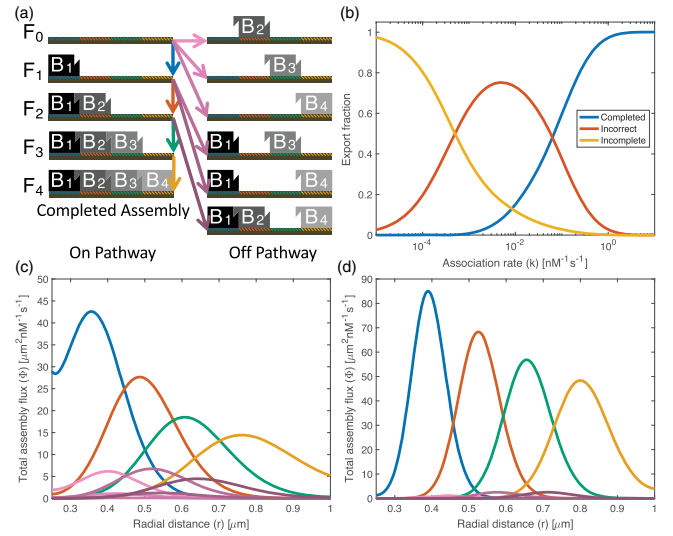 (a)
F0
B2
F1
B1
B3
F2
B1 B2
B4
F3
B1 B2 B3
B1 B3
F4
B1 B2 B3 B4
B1 B4
Completed Assembly
B1 B2 B4
On Pathway
Off Pathway
(b)
Export fraction
1
0.8
0.6
0.4
0.2
0
Completed
Incorrect
Incomplete
10^-4 10^-2 10^0
Association rate (k) [nM^-1s^-1]
(c)
Total assembly flux (Φ) [μm^2nM^-1s^-1]
50
45
40
35
30
25
20
15
10
5
0
0.3 0.4 0.5 0.6 0.7 0.8 0.9 1
Radial distance (r) [μm]
(d)
Total assembly flux (Φ) [μm^2nM^-1s^-1]
90
80
70
60
50
40
30
20
10
0
0.3 0.4 0.5 0.6 0.7 0.8 0.9 1
Radial distance (r) [μm]